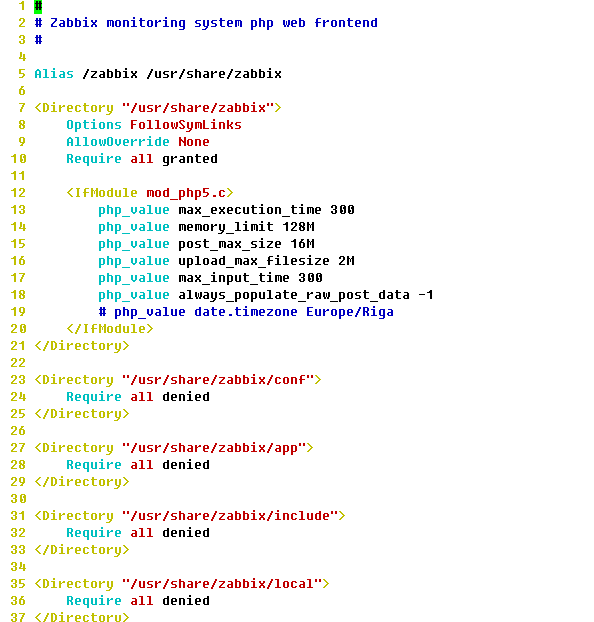 1 #
2 # Zabbix monitoring system php web frontend
3 #
4
5 Alias /zabbix /usr/share/zabbix
6
7 <Directory "/usr/share/zabbix">
8     Options FollowSymLinks
9     AllowOverride None
10     Require all granted
11
12     <IfModule mod_php5.c>
13         php_value max_execution_time 300
14         php_value memory_limit 128M
15         php_value post_max_size 16M
16         php_value upload_max_filesize 2M
17         php_value max_input_time 300
18         php_value always_populate_raw_post_data -1
19         # php_value date.timezone Europe/Riga
20     </IfModule>
21 </Directory>
22
23 <Directory "/usr/share/zabbix/conf">
24     Require all denied
25 </Directory>
26
27 <Directory "/usr/share/zabbix/app">
28     Require all denied
29 </Directory>
30
31 <Directory "/usr/share/zabbix/include">
32     Require all denied
33 </Directory>
34
35 <Directory "/usr/share/zabbix/local">
36     Require all denied
37 </Directory>